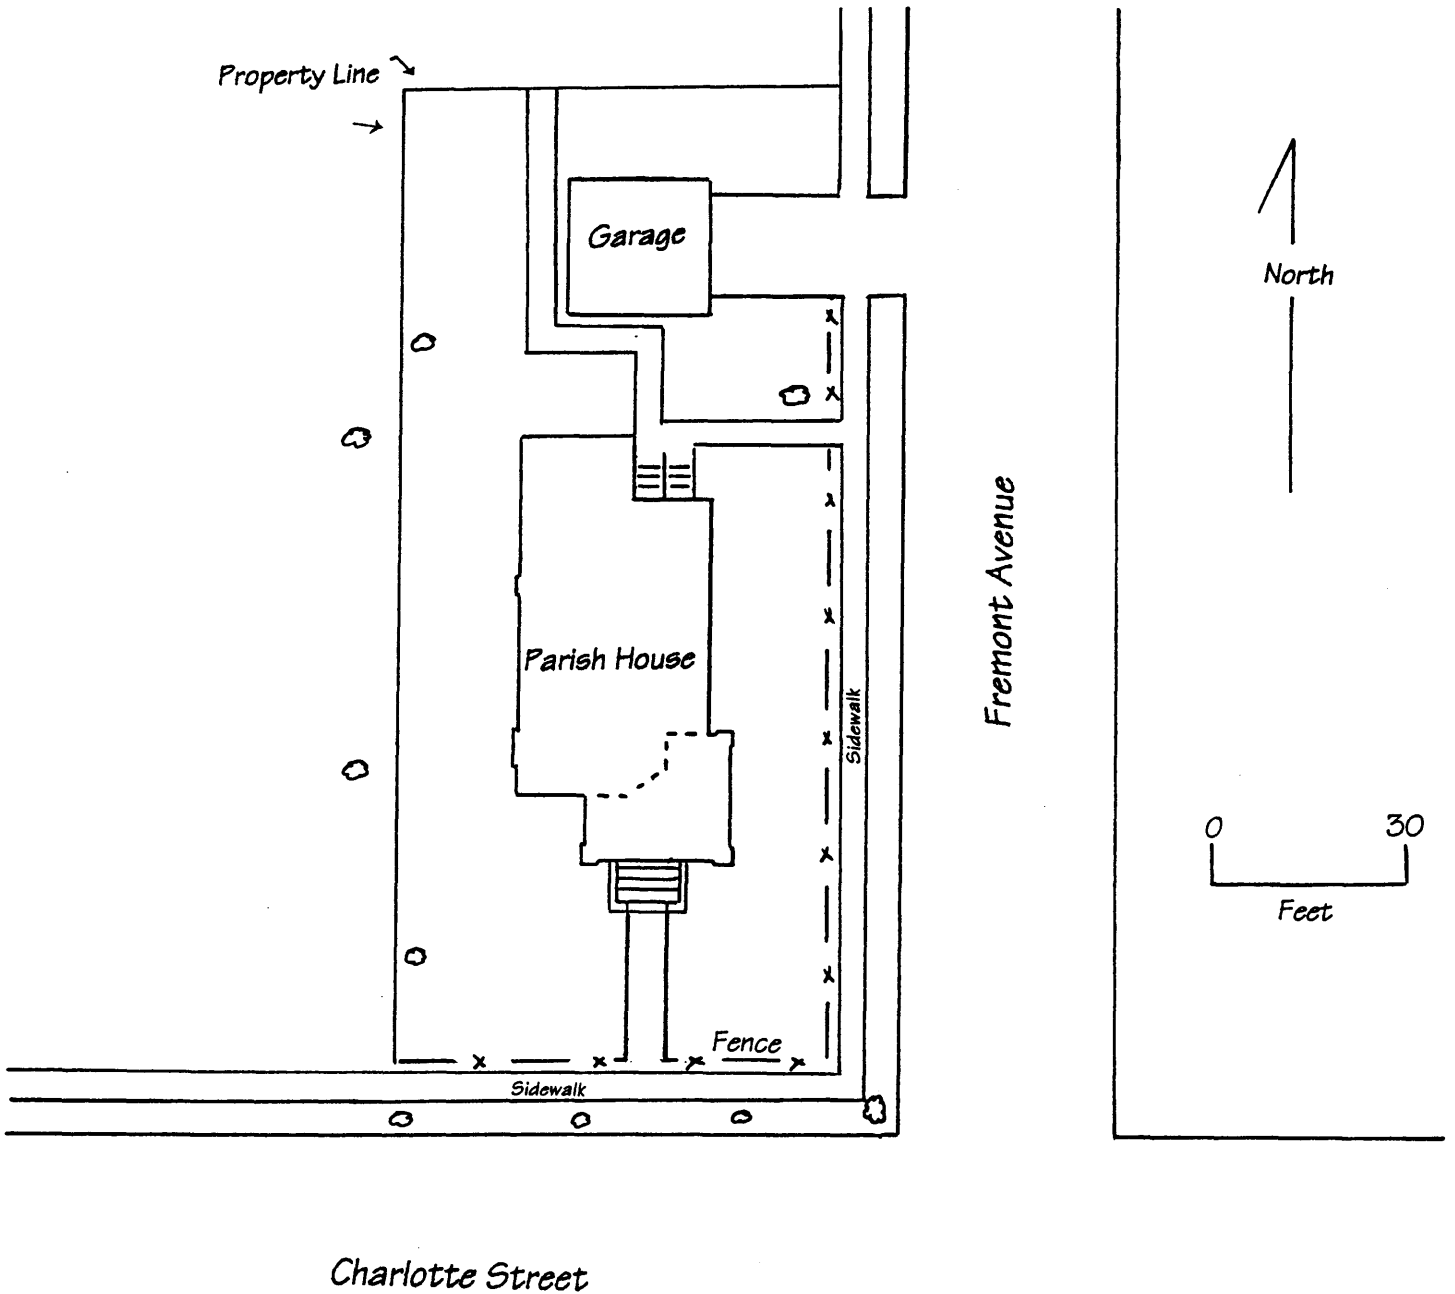 Property Line
Garage
North
Fremont Avenue
Parish House
Sidewalk
0 30
Feet
Fence
Sidewalk
Charlotte Street